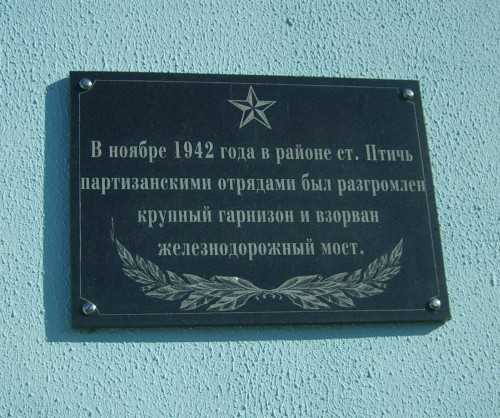 В ноябре 1942 года в районе ст. Птичь
партизанскими отрядами был разгромлен
крупный гарнизон и взорван
железнодорожный мост.